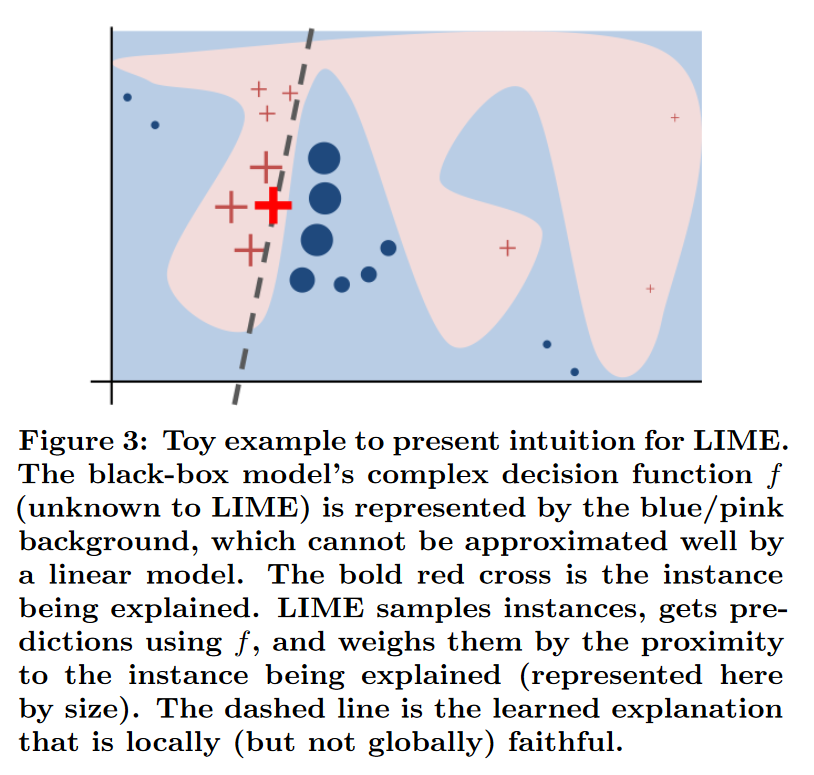 Figure 3: Toy example to present intuition for LIME.
The black-box model's complex decision function f
(unknown to LIME) is represented by the blue/pink
background, which cannot be approximated well by
a linear model. The bold red cross is the instance
being explained. LIME samples instances, gets pre-
dictions using f, and weighs them by the proximity
to the instance being explained (represented here
by size). The dashed line is the learned explanation
that is locally (but not globally) faithful.